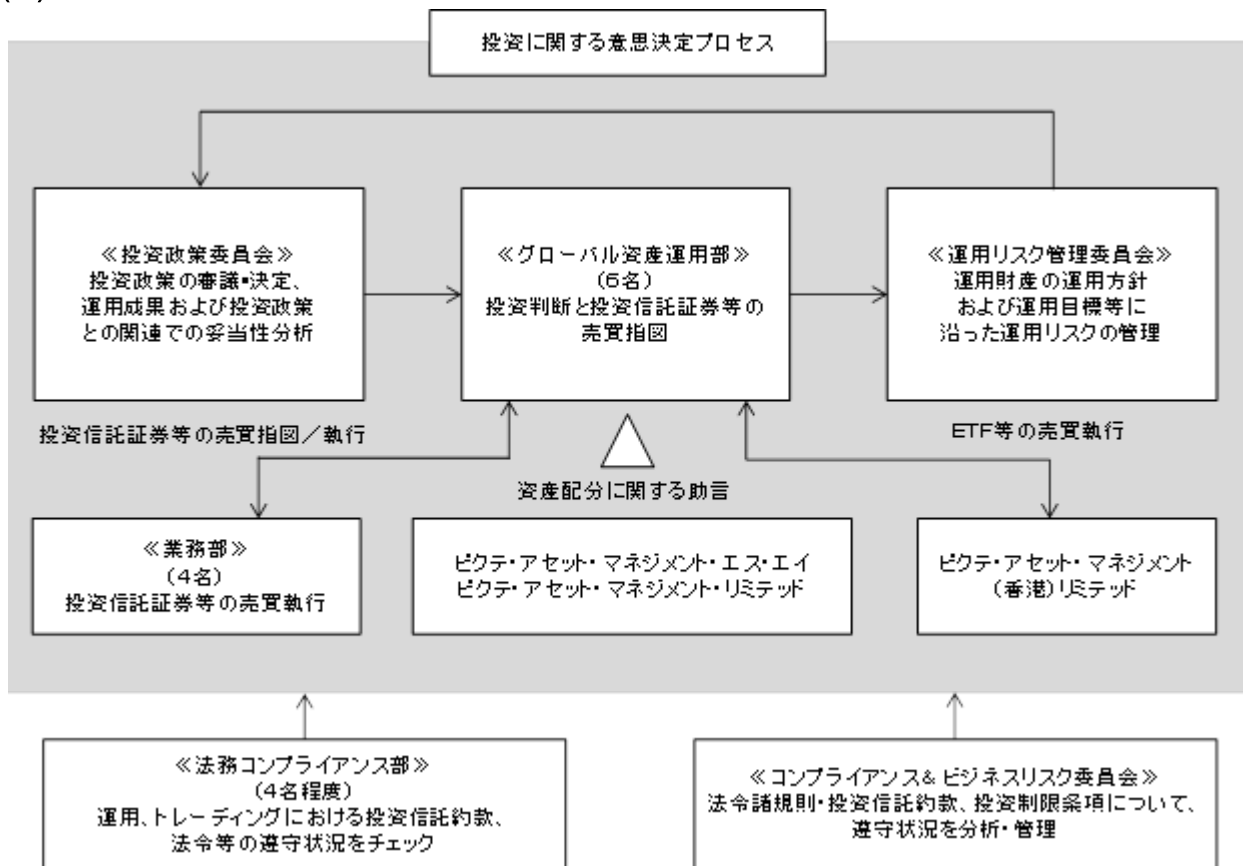 投資に関する意思決定プロセス
≪投資政策委員会≫
投資政策の審議・決定、
運用成果および投資政策
との関連での妥当性分析
≪グローバル資産運用部≫
(6名)
投資判断と投資信託証券等の
売買指図
≪運用リスク管理委員会≫
運用財産の運用方針
および運用目標等に
沿った運用リスクの管理
投資信託証券等の売買指図/執行
ETF等の売買執行
資産配分に関する助言
≪業務部≫
(4名)
投資信託証券等の売買執行
ピクテ・アセット・マネジメント・エス・エイ
ピクテ・アセット・マネジメント・リミテッド
ピクテ・アセット・マネジメント
(香港)リミテッド
≪法務コンプライアンス部≫
(4名程度)
運用、トレーディングにおける投資信託約款、
法令等の遵守状況をチェック
≪コンプライアンス&ビジネスリスク委員会≫
法令諸規則・投資信託約款、投資制限条項について、
遵守状況を分析・管理